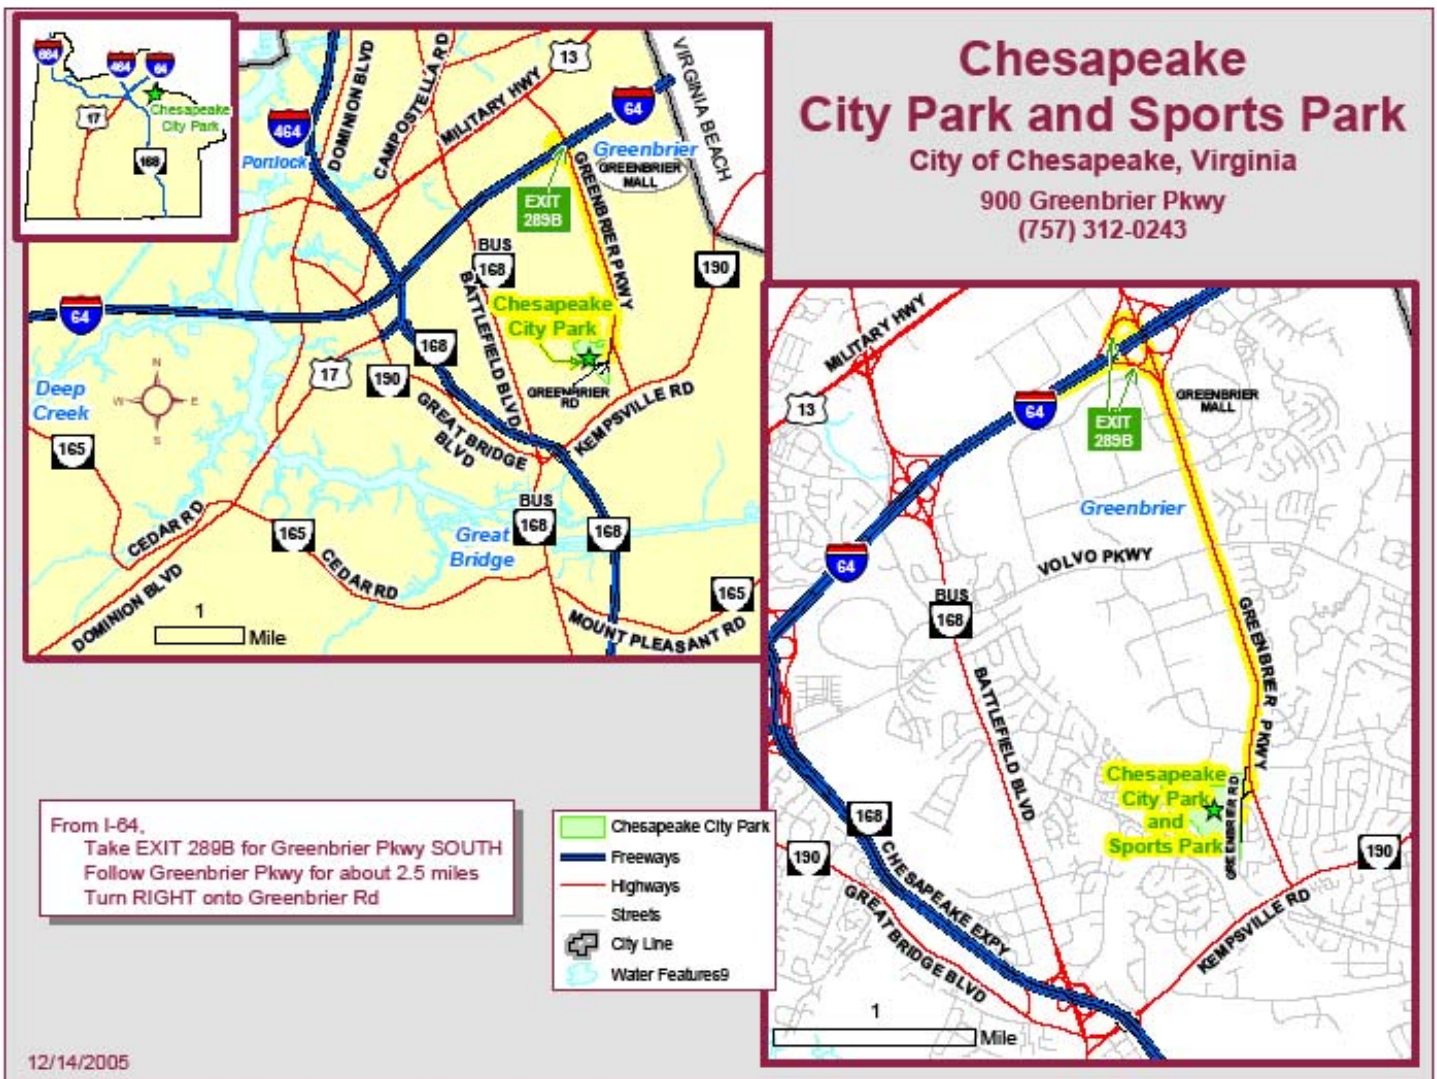 Chesapeake
City Park and Sports Park
City of Chesapeake, Virginia
900 Greenbrier Pkwy
(757) 312-0243
664
464
64
17
168
Chesapeake
City Park
464
Portlock
DOMINION BLVD
CAMPOSTELLA RD
MILITARY HWY
13
64
VIRGINIA BEACH
Greenbrier
GREENBRIER
MALL
EXIT
289B
GREENBRIER PKWY
BUS
168
BATTLEFIELD BLVD
190
Chesapeake
City Park
64
168
17
190
GREENBRIER
RD
KEMPSVILLE RD
Deep
Creek
N
W
E
S
165
GREAT BRIDGE
BLVD
CEDAR RD
165
BUS
168
168
Great
Bridge
CEDAR RD
DOMINION BLVD
165
MOUNT PLEASANT RD
1
Mile
MILITARY HWY
13
64
GREENBRIER
MALL
EXIT
289B
Greenbrier
64
VOLVO PKWY
BUS
168
GREENBRIER PKWY
BATTLEFIELD BLVD
Chesapeake
City Park
and
Sports Park
GREENBRIER RD
168
190
190
CHESAPEAKE EXPY
GREAT BRIDGE BLVD
KEMPSVILLE RD
1
Mile
From I-64,
Take EXIT 289B for Greenbrier Pkwy SOUTH
Follow Greenbrier Pkwy for about 2.5 miles
Turn RIGHT onto Greenbrier Rd
Chesapeake City Park
Freeways
Highways
Streets
City Line
Water Features9
12/14/2005